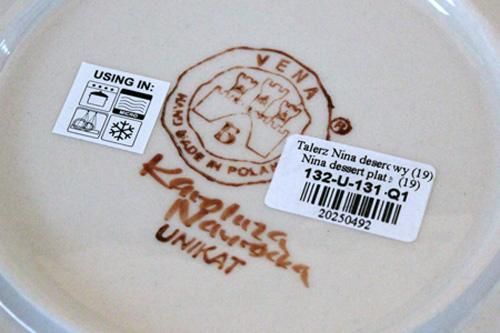 USING IN:
MICRO
VENA
®
B
HAND MADE IN POLAND
Talerz Nina deserowy (19)
Nina dessert plate (19)
132-U-131-Q1
20250492
Nawrocka
UNIKAT